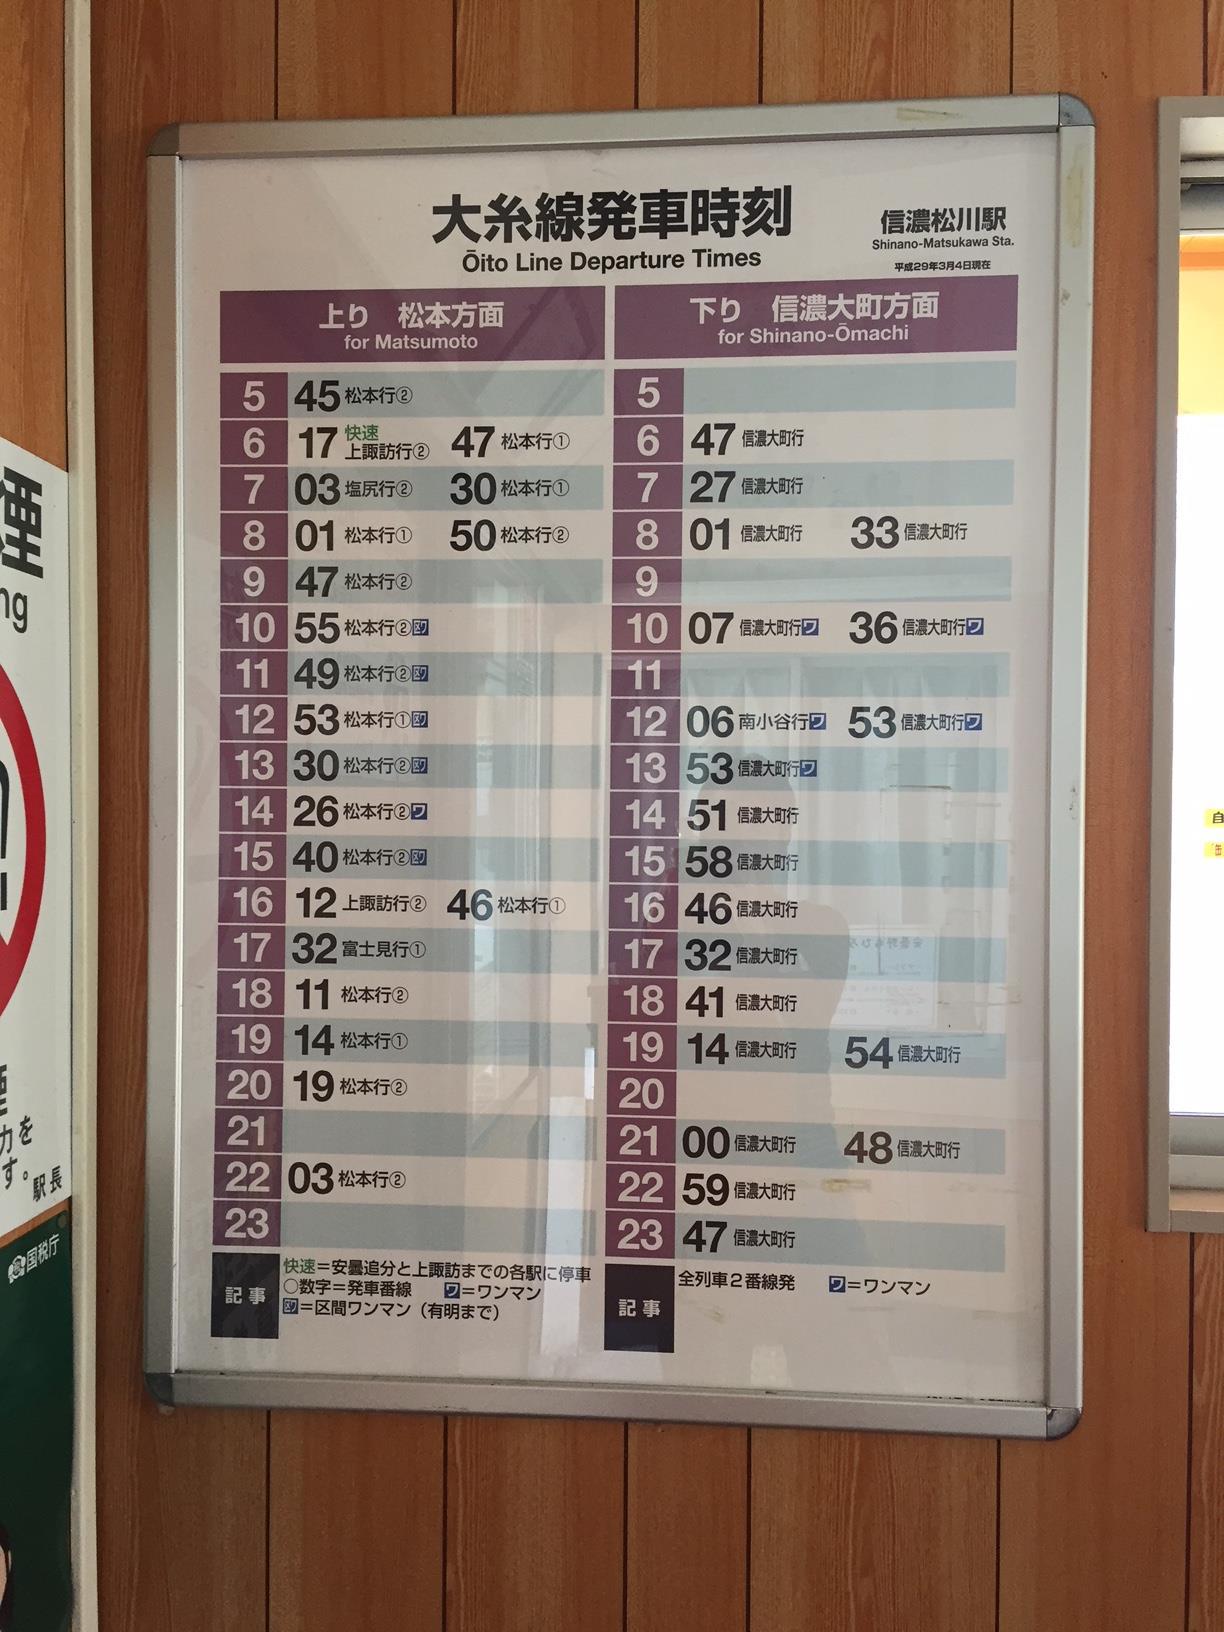 大糸線発車時刻
Ōito Line Departure Times
信濃松川駅
Shinano-Matsukawa Sta.
平成29年3月4日現在
上り 松本方面
for Matsumoto
5 45 松本行②
6 17 快速 上諏訪行② 47 松本行①
7 03 塩尻行② 30 松本行①
8 01 松本行① 50 松本行②
9 47 松本行②
10 55 松本行②区ワ
11 49 松本行②区ワ
12 53 松本行①区ワ
13 30 松本行②区ワ
14 26 松本行②ワ
15 40 松本行②区ワ
16 12 上諏訪行② 46 松本行①
17 32 富士見行①
18 11 松本行②
19 14 松本行①
20 19 松本行②
21
22 03 松本行②
23
記事
快速=安曇追分と上諏訪までの各駅に停車
○数字=発車番線 ワ=ワンマン
区ワ=区間ワンマン（有明まで）
下り 信濃大町方面
for Shinano-Ōmachi
5
6 47 信濃大町行
7 27 信濃大町行
8 01 信濃大町行 33 信濃大町行
9
10 07 信濃大町行ワ 36 信濃大町行ワ
11
12 06 南小谷行ワ 53 信濃大町行ワ
13 53 信濃大町行ワ
14 51 信濃大町行
15 58 信濃大町行
16 46 信濃大町行
17 32 信濃大町行
18 41 信濃大町行
19 14 信濃大町行 54 信濃大町行
20
21 00 信濃大町行 48 信濃大町行
22 59 信濃大町行
23 47 信濃大町行
記事
全列車2番線発 ワ=ワンマン
煙
ng
力を
す。
駅長
国税庁
自